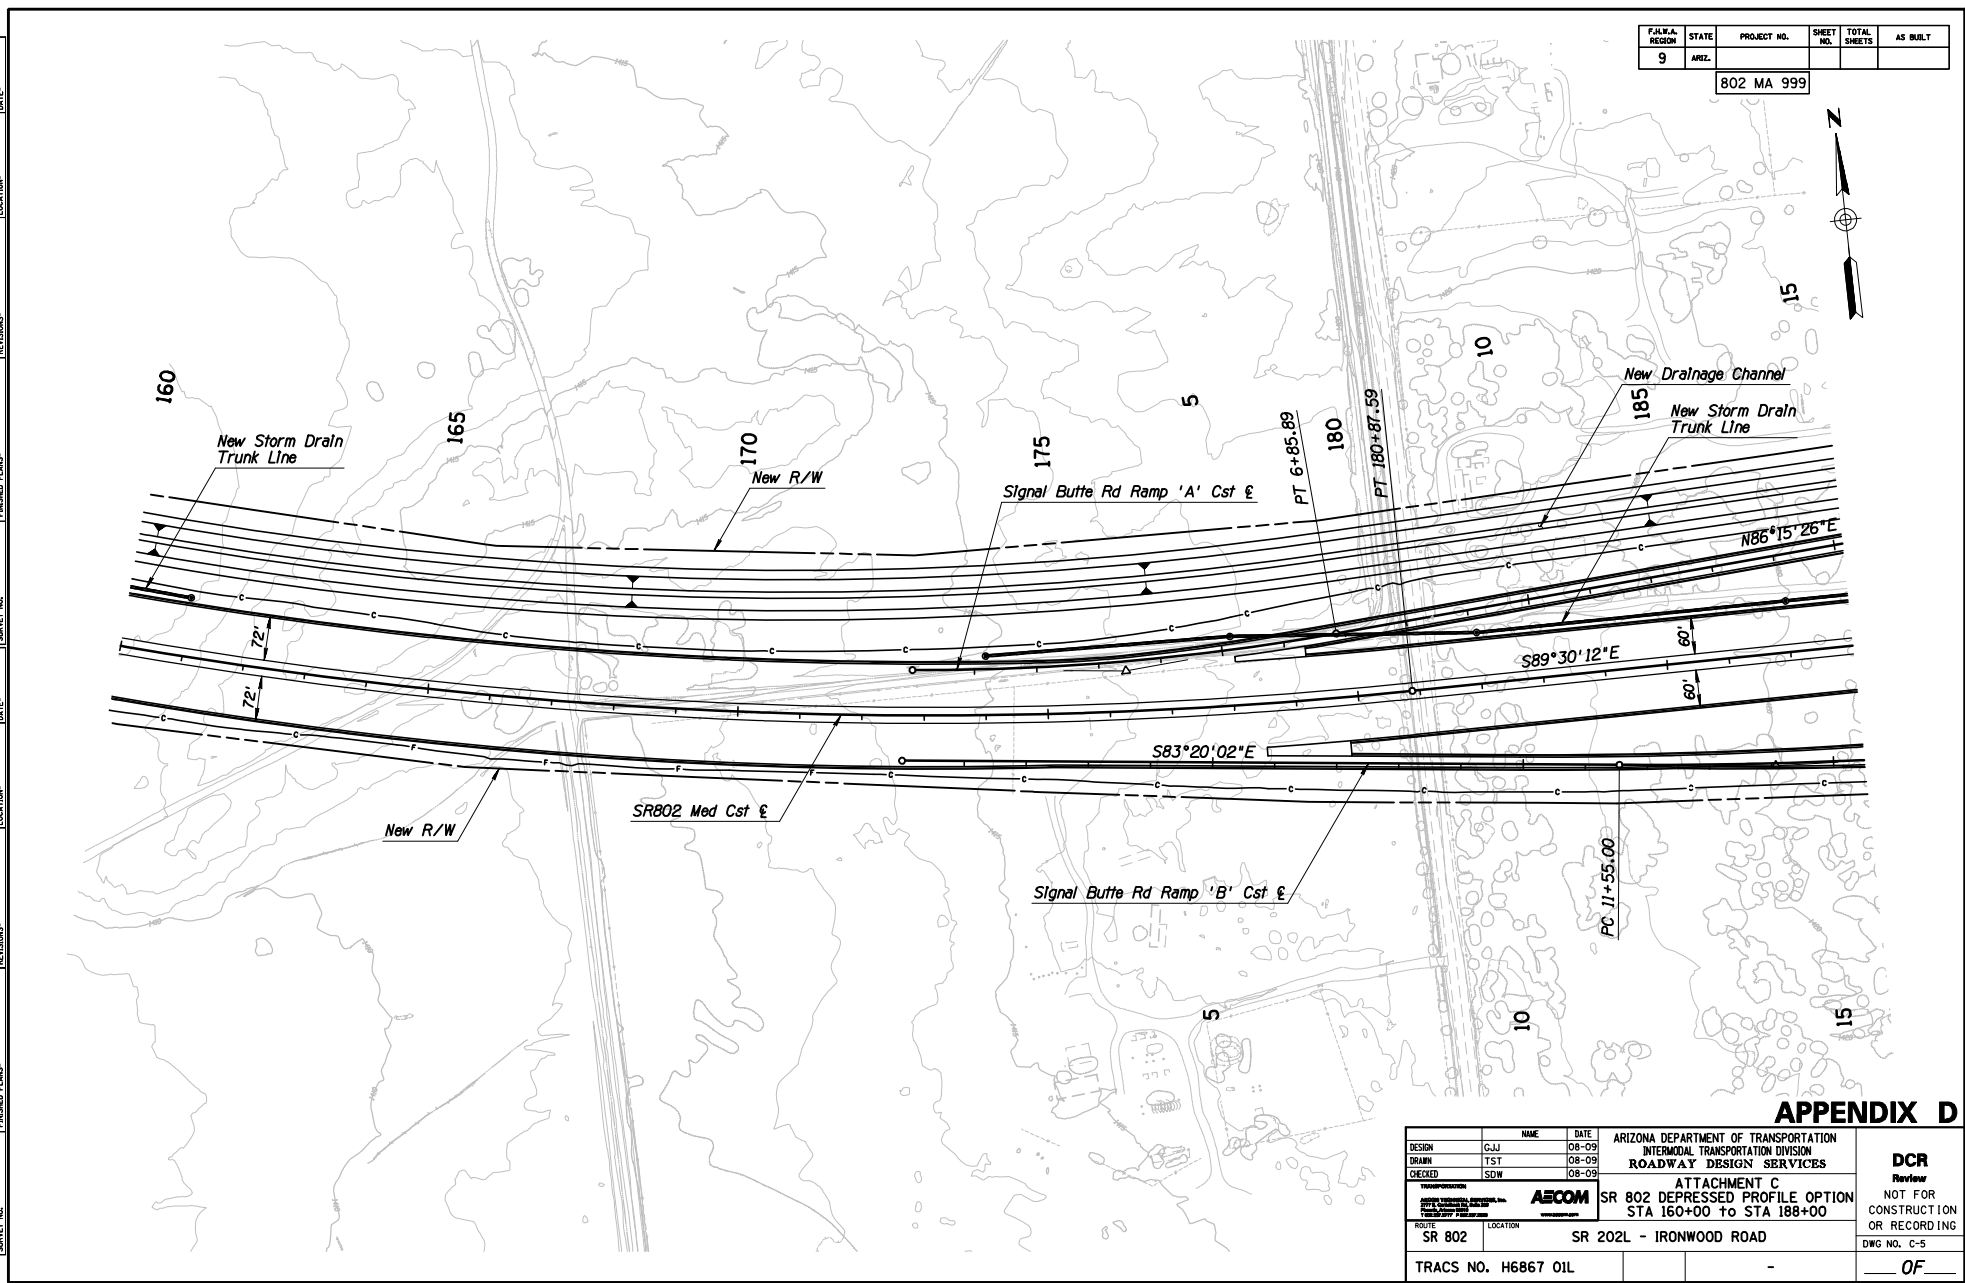 F.H.W.A. REGION
STATE
PROJECT NO.
SHEET NO.
TOTAL SHEETS
AS BUILT
9
ARIZ.
802 MA 999
N
15
10
160
165
170
175
5
180
185
New Drainage Channel
New Storm Drain
Trunk Line
New Storm Drain
Trunk Line
New R/W
Signal Butte Rd Ramp 'A' Cst ℄
PT 6+85.89
PT 180+87.59
N86°15'26"E
72'
72'
60'
60'
S89°30'12"E
S83°20'02"E
SR802 Med Cst ℄
New R/W
Signal Butte Rd Ramp 'B' Cst ℄
PC 11+55.00
5
10
15
APPENDIX D
NAME DATE
DESIGN GJJ 08-09
DRAWN TST 08-09
CHECKED SDW 08-09
ARIZONA DEPARTMENT OF TRANSPORTATION
INTERMODAL TRANSPORTATION DIVISION
ROADWAY DESIGN SERVICES
TRANSPORTATION
AECOM
ATTACHMENT C
SR 802 DEPRESSED PROFILE OPTION
STA 160+00 to STA 188+00
DCR
Review
NOT FOR
CONSTRUCTION
OR RECORDING
ROUTE
SR 802
LOCATION
SR 202L - IRONWOOD ROAD
DWG NO. C-5
TRACS NO. H6867 01L
-
OF